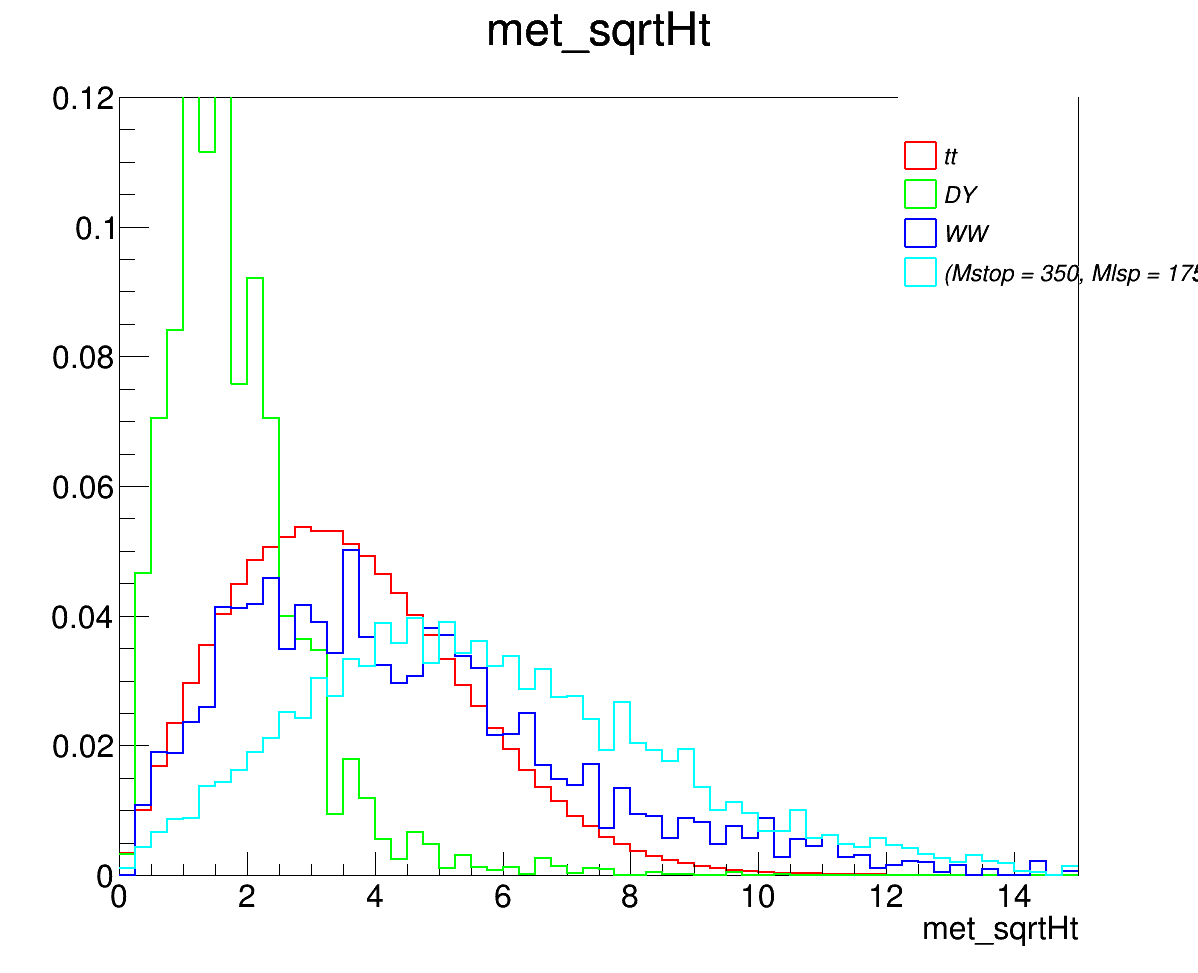 met_sqrtHt
0.12
0.1
0.08
0.06
0.04
0.02
0
tt
DY
WW
(Mstop = 350, Mlsp = 175
0 2 4 6 8 10 12 14
met_sqrtHt